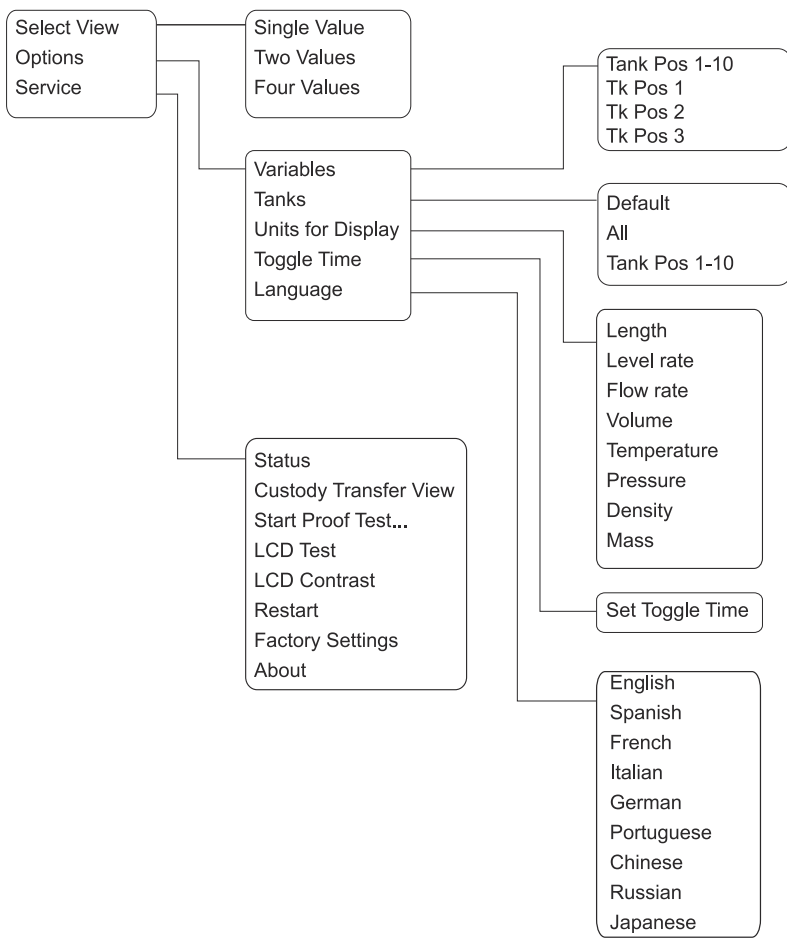 Select View
Options
Service
Single Value
Two Values
Four Values
Variables
Tanks
Units for Display
Toggle Time
Language
Status
Custody Transfer View
Start Proof Test...
LCD Test
LCD Contrast
Restart
Factory Settings
About
Tank Pos 1-10
Tk Pos 1
Tk Pos 2
Tk Pos 3
Default
All
Tank Pos 1-10
Length
Level rate
Flow rate
Volume
Temperature
Pressure
Density
Mass
Set Toggle Time
English
Spanish
French
Italian
German
Portuguese
Chinese
Russian
Japanese